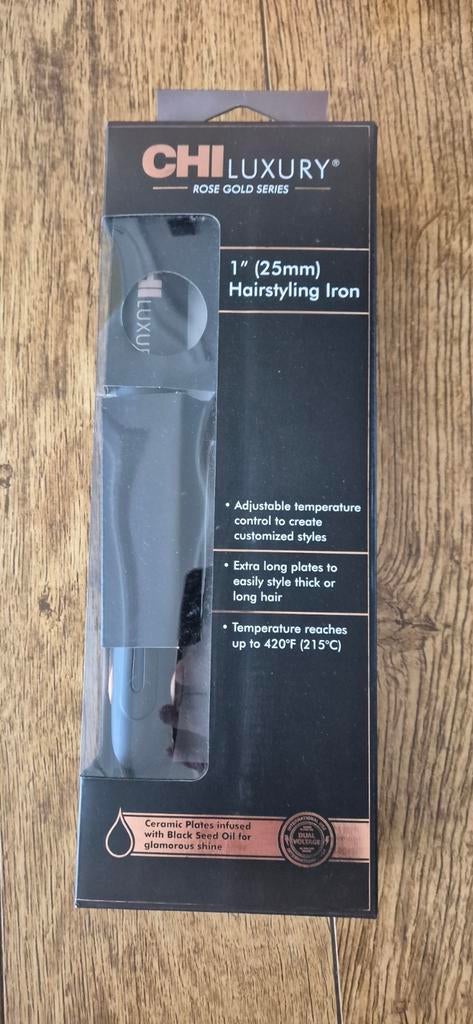 CHI LUXURY®
ROSE GOLD SERIES
1” (25mm)
Hairstyling Iron
LUXUR
• Adjustable temperature
control to create
customized styles
• Extra long plates to
easily style thick or
long hair
• Temperature reaches
up to 420°F (215°C)
Ceramic Plates infused
with Black Seed Oil for
glamorous shine
DUAL
VOLTAGE